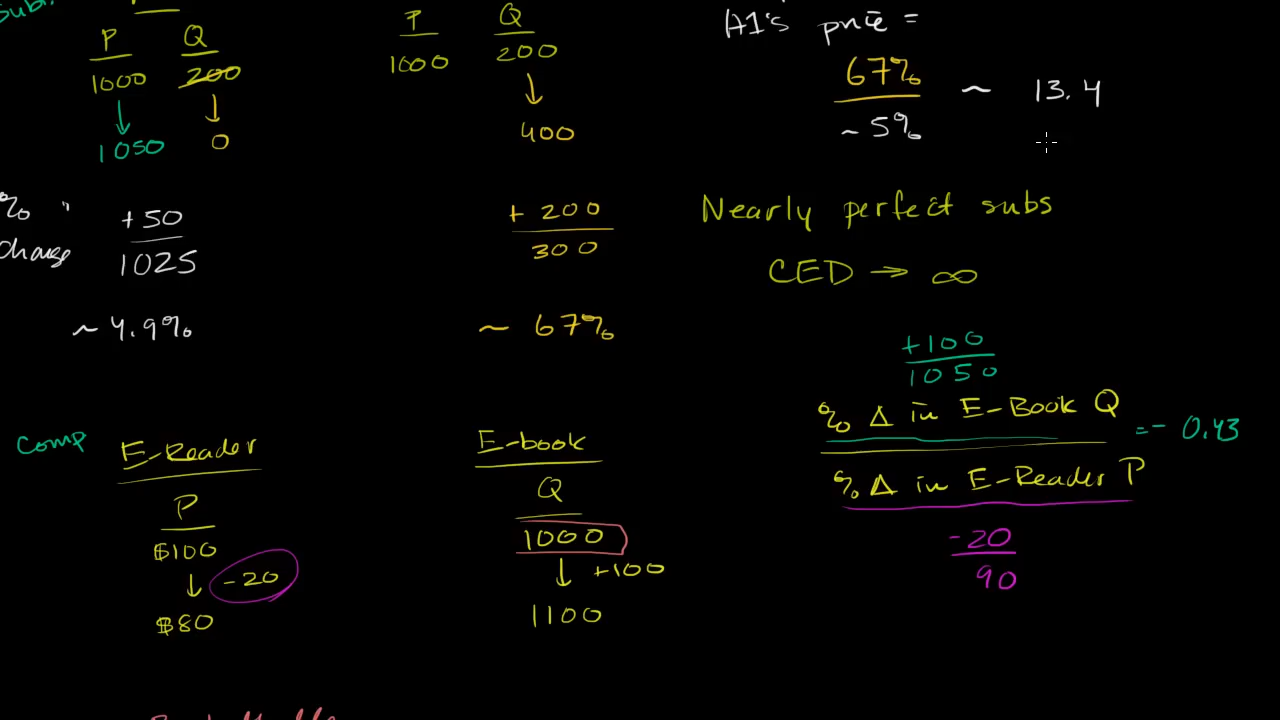 Subs.
P Q
1000 200
1050 0
P Q
1000 200
400
A1's price =
67%
~ 5%
~ 13.4
% "
change
+50
1025
~ 4.9%
+ 200
300
~ 67%
Nearly perfect subs
CED → ∞
Comp
E-Reader
P
$100
↓ -20
$80
E-book
Q
1000
↓ +100
1100
+100
1050
% Δ in E-Book Q
% Δ in E-Reader P
= - 0.43
-20
90